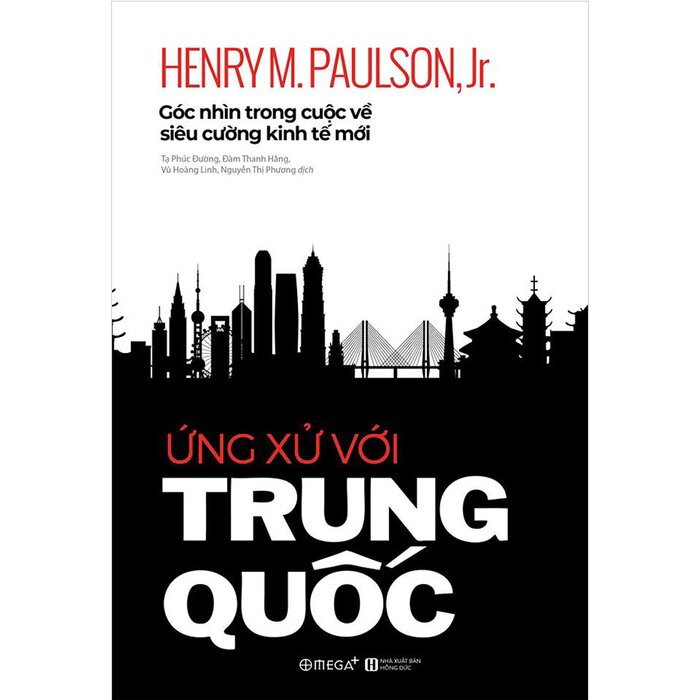 HENRY M. PAULSON, Jr.
Góc nhìn trong cuộc về
siêu cường kinh tế mới
Tạ Phúc Đường, Đàm Thanh Hằng,
Vũ Hoàng Linh, Nguyễn Thị Phương dịch
ỨNG XỬ VỚI
TRUNG
QUỐC
OMEGA+
NHÀ XUẤT BẢN
HỒNG ĐỨC